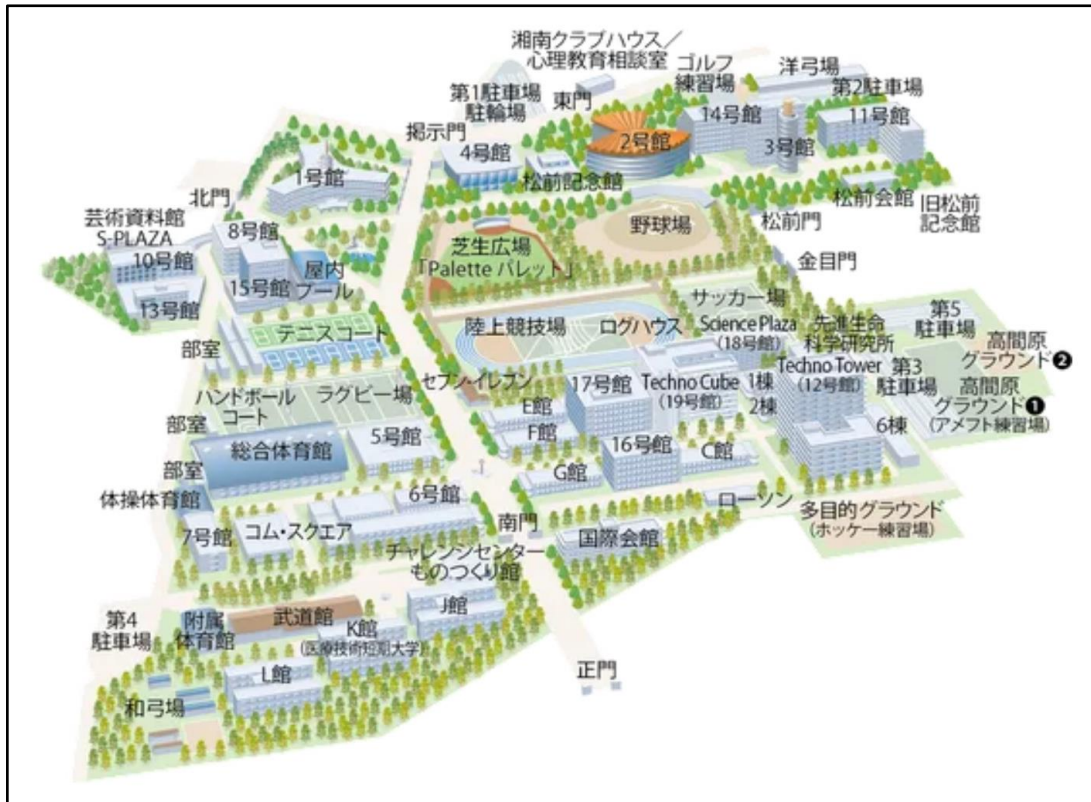 湘南クラブハウス／
心理教育相談室
ゴルフ
練習場
洋弓場
第1駐車場
駐輪場
東門
第2駐車場
14号館
11号館
掲示門
4号館
2号館
3号館
1号館
松前記念館
北門
松前会館
旧松前
記念館
芸術資料館
S-PLAZA
8号館
野球場
松前門
10号館
芝生広場
「Palette パレット」
屋内
プール
金目門
15号館
13号館
サッカー場
陸上競技場
ログハウス
Science Plaza
(18号館)
先進生命
科学研究所
第5
駐車場
テニスコート
高間原
グラウンド❷
部室
Techno Tower
(12号館)
第3
駐車場
セブン-イレブン
17号館
Techno Cube
(19号館)
1棟
2棟
高間原
グラウンド❶
(アメフト練習場)
ハンドボール
コート
ラグビー場
E館
F館
6棟
部室
総合体育館
5号館
16号館
C館
G館
部室
体操体育館
6号館
ローソン
多目的グラウンド
(ホッケー練習場)
7号館
コム・スクエア
南門
国際会館
チャレンジセンター
ものつくり館
J館
第4
駐車場
附属
体育館
武道館
K館
(医療技術短期大学)
L館
正門
和弓場